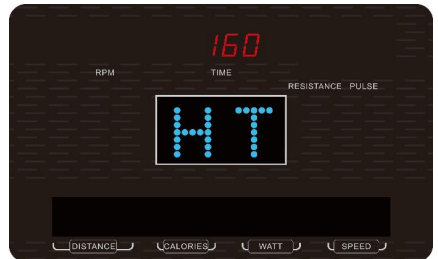 160
RPM TIME
RESISTANCE PULSE
HT
DISTANCE CALORIES WATT SPEED